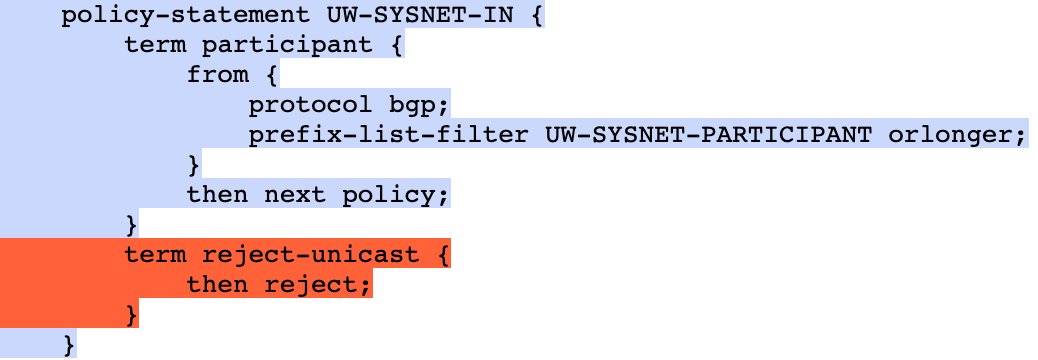 policy-statement UW-SYSNET-IN {
term participant {
from {
protocol bgp;
prefix-list-filter UW-SYSNET-PARTICIPANT orlonger;
}
then next policy;
}
term reject-unicast {
then reject;
}
}